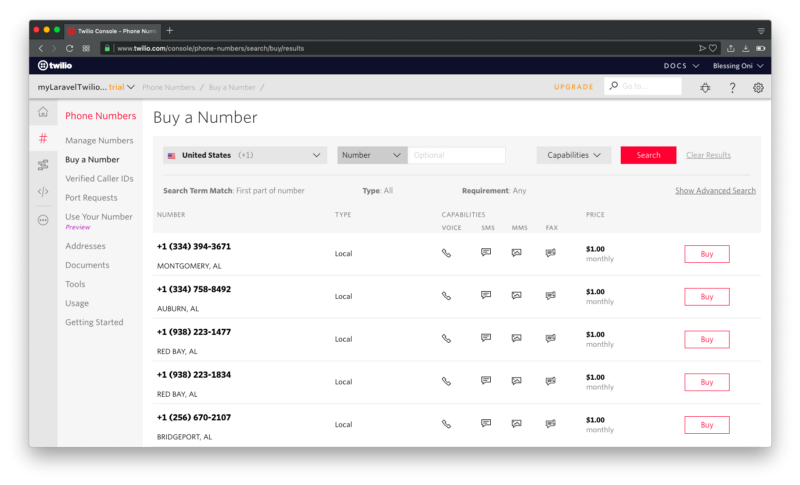 Twilio Console - Phone Num
www.twilio.com/console/phone-numbers/search/buy/results
twilio
DOCS
Blessing Oni
myLaravelTwilio... trial
Phone Numbers / Buy a Number /
UPGRADE
Go to...
Phone Numbers
Manage Numbers
Buy a Number
Verified Caller IDs
Port Requests
Use Your Number
Preview
Addresses
Documents
Tools
Usage
Getting Started
Buy a Number
United States (+1)
Number
Optional
Capabilities
Search
Clear Results
Search Term Match: First part of number
Type: All
Requirement: Any
Show Advanced Search
NUMBER TYPE CAPABILITIES PRICE
VOICE SMS MMS FAX
+1 (334) 394-3671
MONTGOMERY, AL
Local
$1.00
monthly
Buy
+1 (334) 758-8492
AUBURN, AL
Local
$1.00
monthly
Buy
+1 (938) 223-1477
RED BAY, AL
Local
$1.00
monthly
Buy
+1 (938) 223-1834
RED BAY, AL
Local
$1.00
monthly
Buy
+1 (256) 670-2107
BRIDGEPORT, AL
Local
$1.00
monthly
Buy